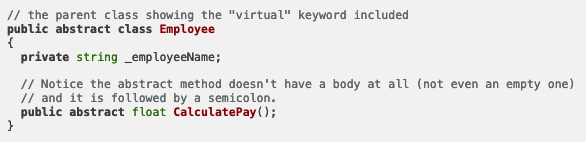 // the parent class showing the "virtual" keyword included
public abstract class Employee
{
  private string _employeeName;

  // Notice the abstract method doesn't have a body at all (not even an empty one)
  // and it is followed by a semicolon.
  public abstract float CalculatePay();
}